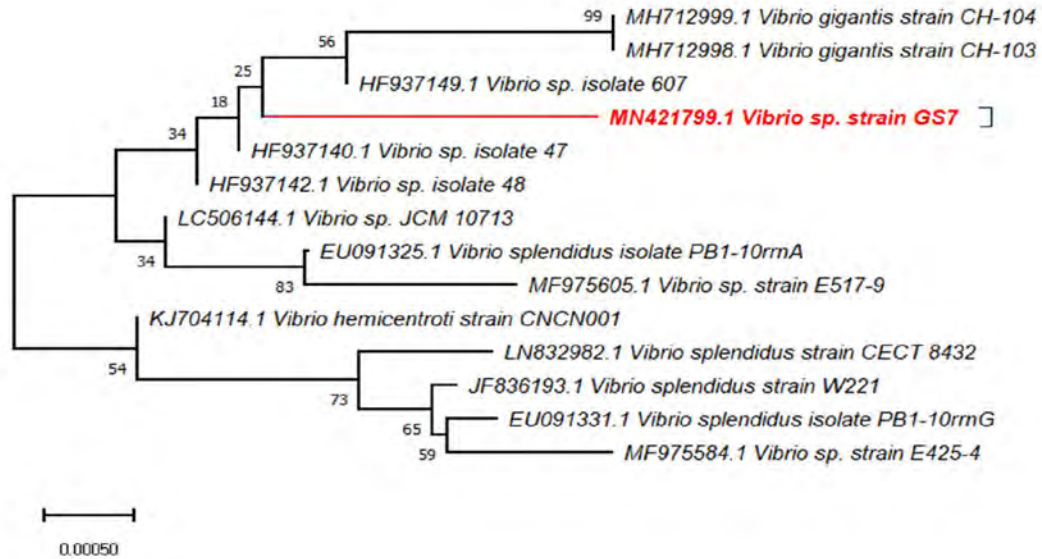 99
MH712999.1 Vibrio gigantis strain CH-104
56
MH712998.1 Vibrio gigantis strain CH-103
25
HF937149.1 Vibrio sp. isolate 607
18
MN421799.1 Vibrio sp. strain GS7
34
HF937140.1 Vibrio sp. isolate 47
HF937142.1 Vibrio sp. isolate 48
LC506144.1 Vibrio sp. JCM 10713
34
EU091325.1 Vibrio splendidus isolate PB1-10rrnA
83
MF975605.1 Vibrio sp. strain E517-9
KJ704114.1 Vibrio hemicentroti strain CNCN001
54
LN832982.1 Vibrio splendidus strain CECT 8432
73
JF836193.1 Vibrio splendidus strain W221
65
EU091331.1 Vibrio splendidus isolate PB1-10rrnG
59
MF975584.1 Vibrio sp. strain E425-4
0.00050